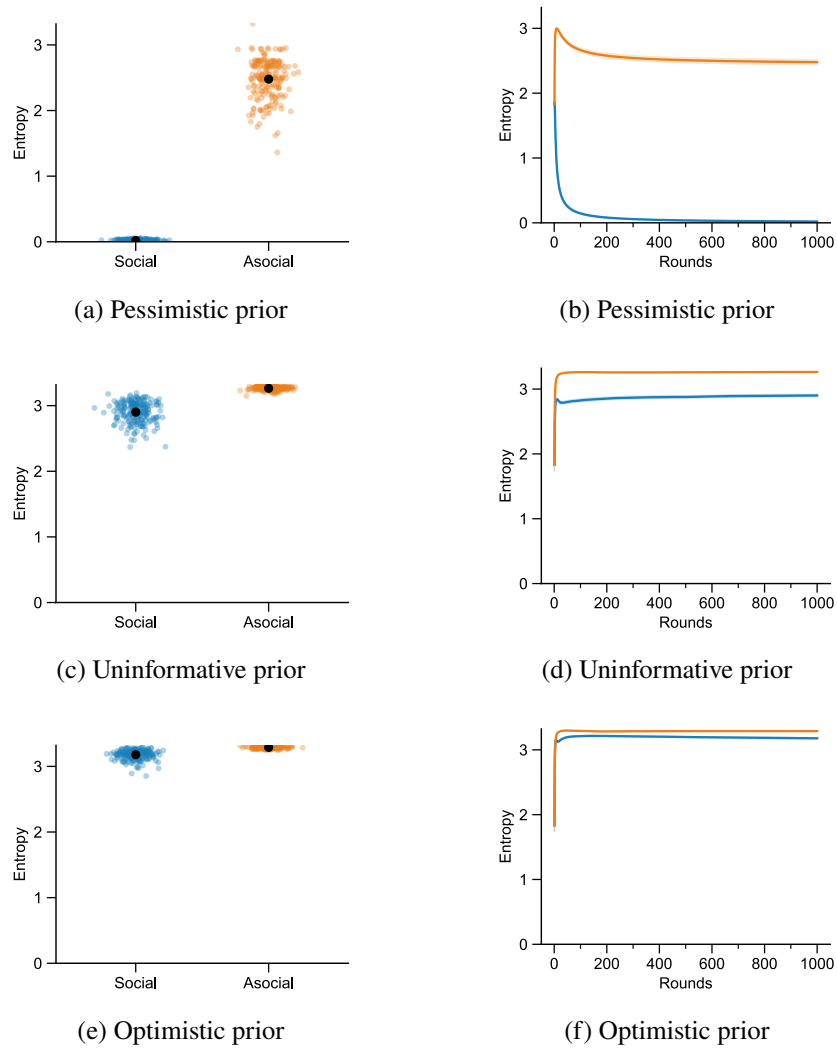 3
2
1
0
Entropy
Social
Asocial
(a) Pessimistic prior
3
2
1
0
Entropy
0
200
400
600
800
1000
Rounds
(b) Pessimistic prior
3
2
1
0
Entropy
Social
Asocial
(c) Uninformative prior
3
2
1
0
Entropy
0
200
400
600
800
1000
Rounds
(d) Uninformative prior
3
2
1
0
Entropy
Social
Asocial
(e) Optimistic prior
3
2
1
0
Entropy
0
200
400
600
800
1000
Rounds
(f) Optimistic prior